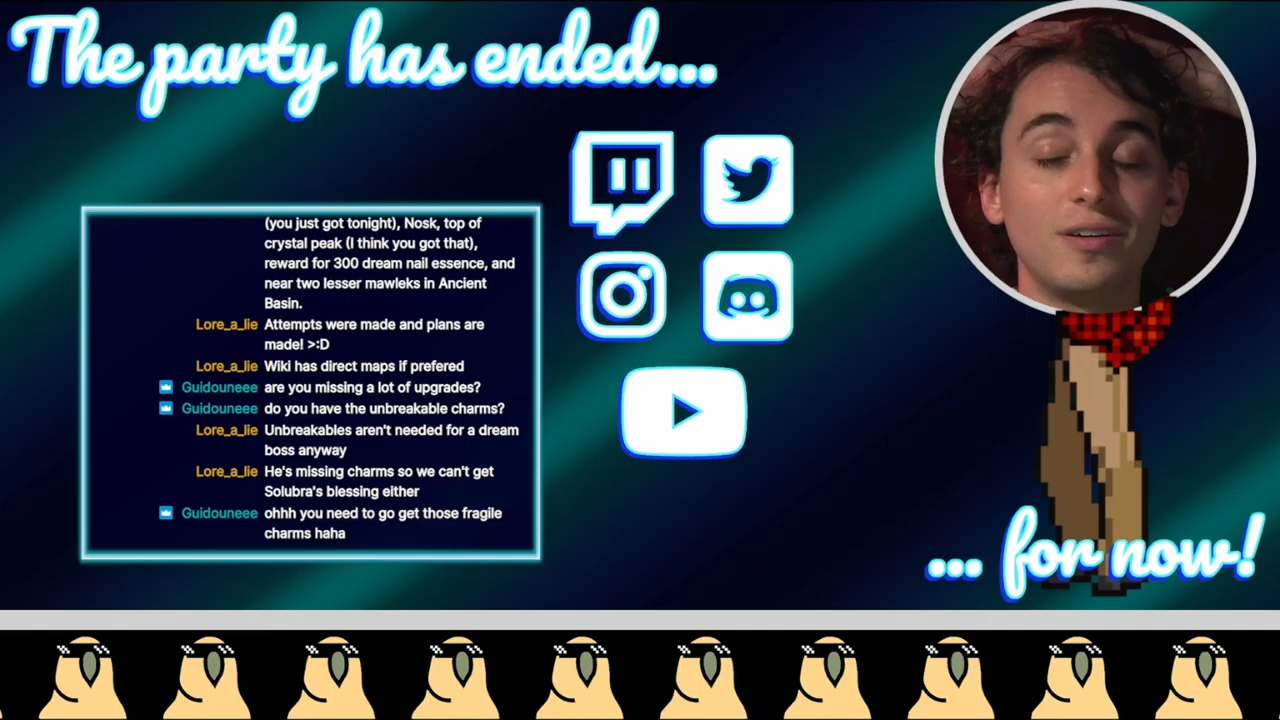 The party has ended...
(you just got tonight), Nosk, top of
crystal peak (I think you got that),
reward for 300 dream nail essence, and
near two lesser mawleks in Ancient
Basin.
Lore_a_lie Attempts were made and plans are
made! >:D
Lore_a_lie Wiki has direct maps if prefered
Guidouneee are you missing a lot of upgrades?
Guidouneee do you have the unbreakable charms?
Lore_a_lie Unbreakables aren't needed for a dream
boss anyway
Lore_a_lie He's missing charms so we can't get
Solubra's blessing either
Guidouneee ohhh you need to go get those fragile
charms haha
... for now!